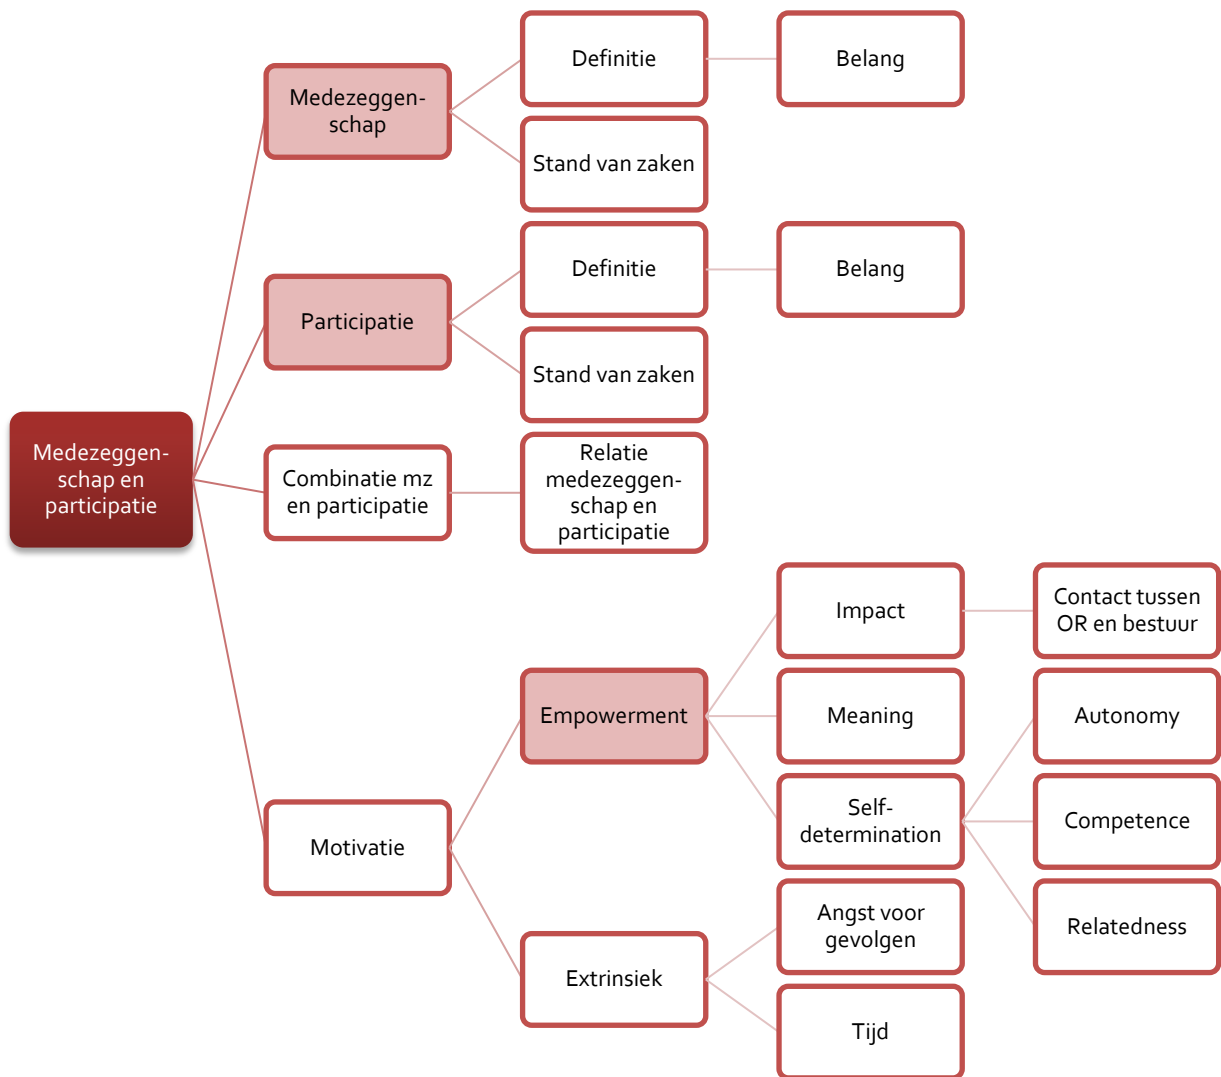 Medezeggen-
schap en
participatie
Medezeggen-
schap
Definitie
Belang
Stand van zaken
Participatie
Definitie
Belang
Stand van zaken
Combinatie mz
en participatie
Relatie
medezeggen-
schap en
participatie
Motivatie
Empowerment
Impact
Contact tussen
OR en bestuur
Meaning
Self-
determination
Autonomy
Competence
Relatedness
Extrinsiek
Angst voor
gevolgen
Tijd